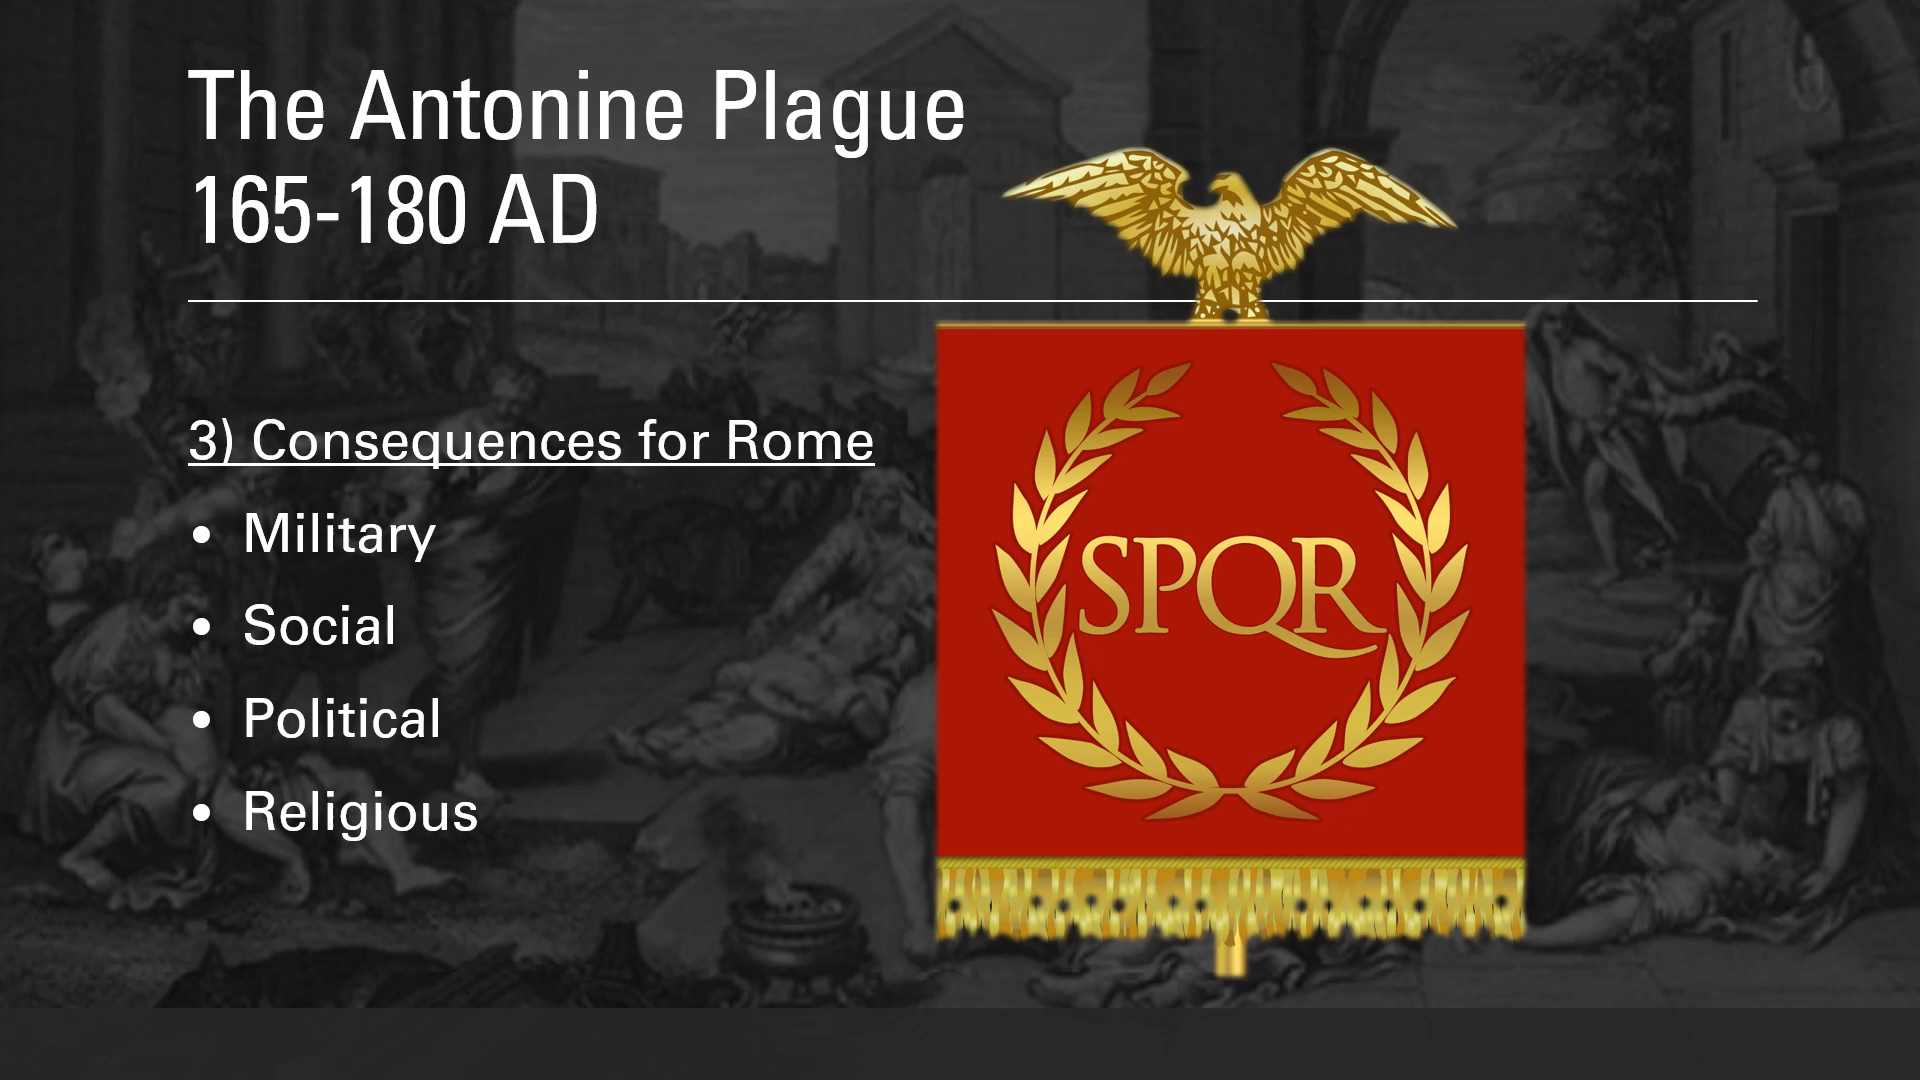 The Antonine Plague
165-180 AD
3) Consequences for Rome
• Military
• Social
• Political
• Religious
SPQR